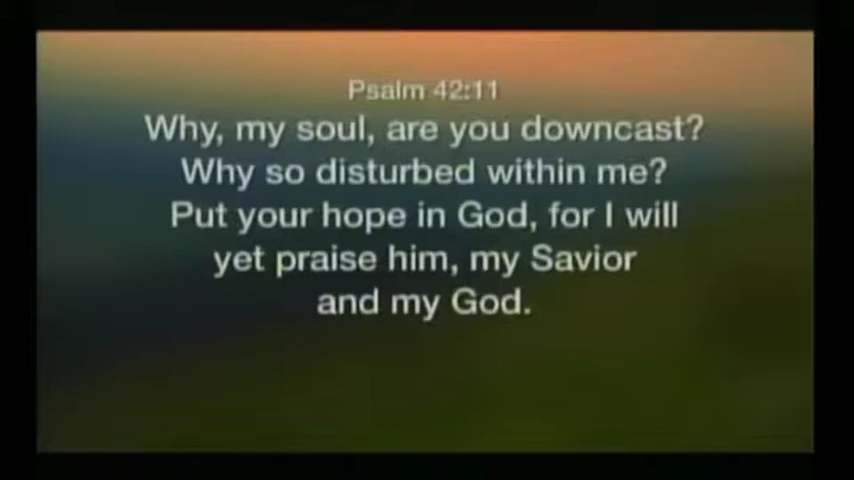 Psalm 42:11
Why, my soul, are you downcast?
Why so disturbed within me?
Put your hope in God, for I will
yet praise him, my Savior
and my God.